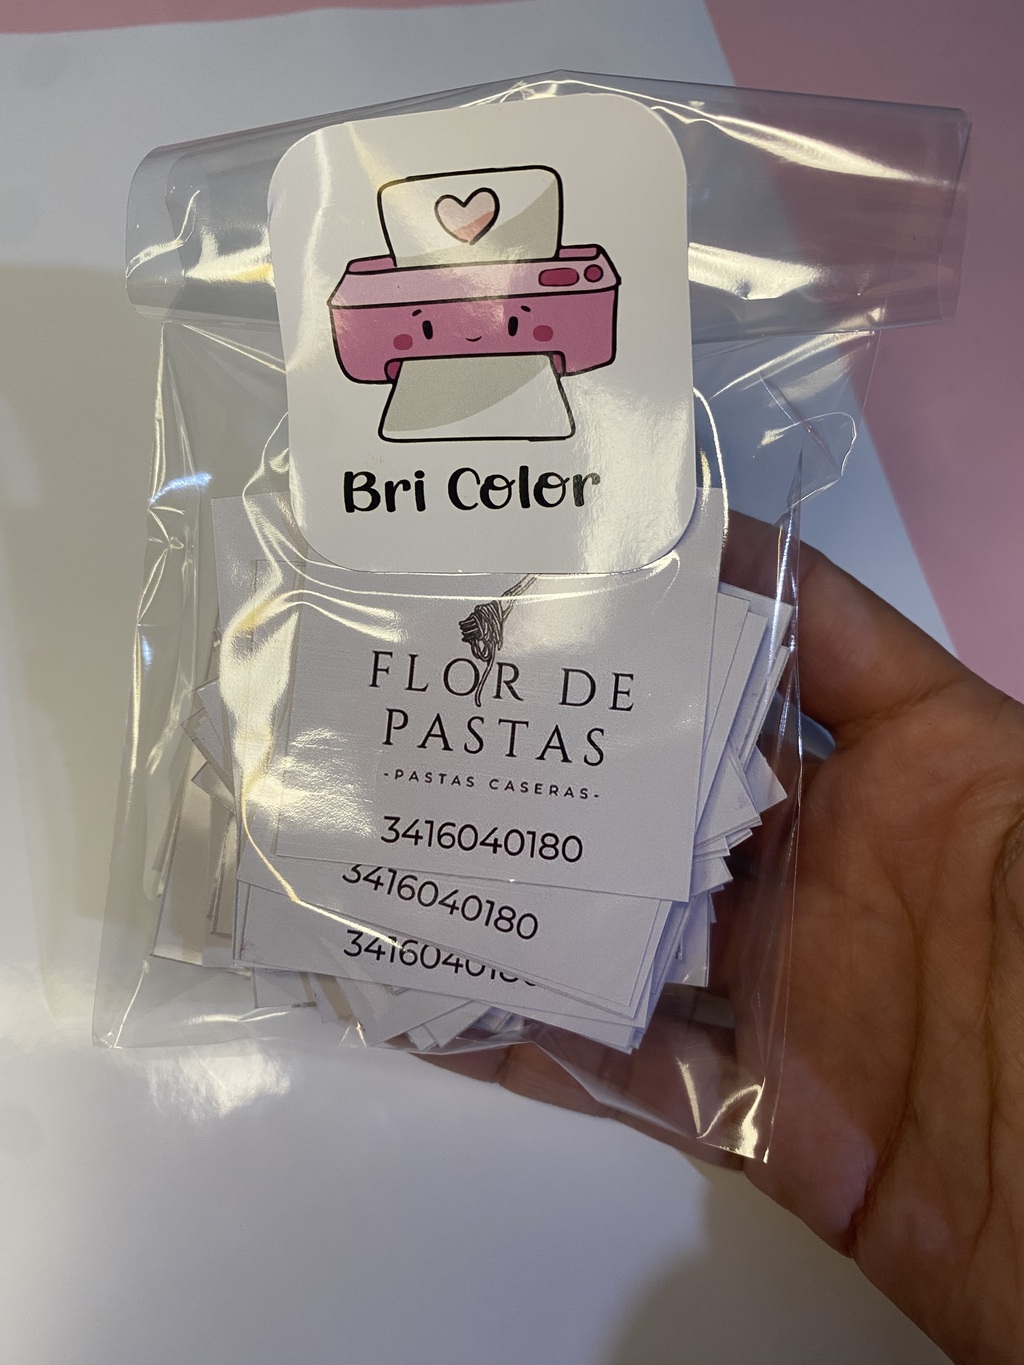 Bri Color
FLOR DE
PASTAS
-PASTAS CASERAS-
3416040180
3416040180